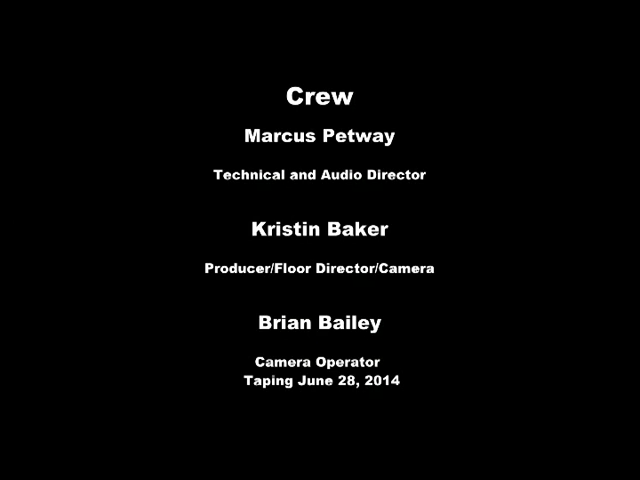 Crew
Marcus Petway
Technical and Audio Director
Kristin Baker
Producer/Floor Director/Camera
Brian Bailey
Camera Operator
Taping June 28, 2014